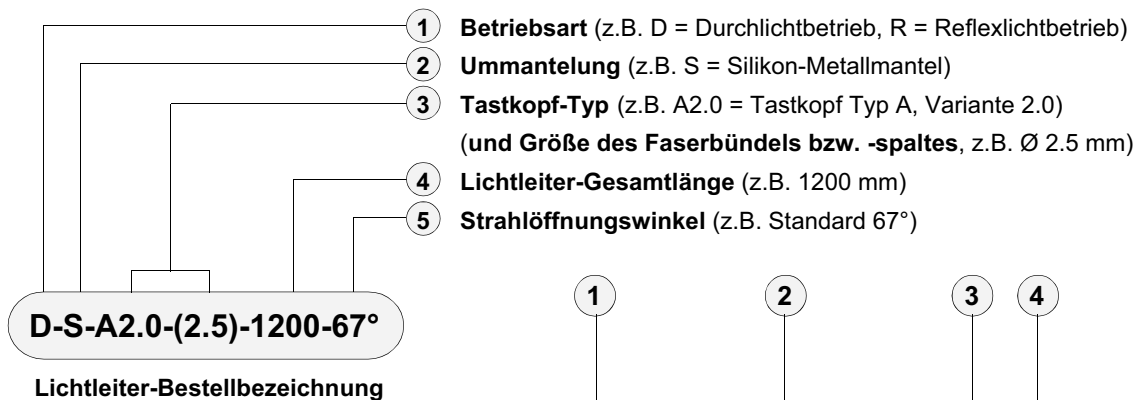 1 Betriebsart (z.B. D = Durchlichtbetrieb, R = Reflexlichtbetrieb)
2 Ummantelung (z.B. S = Silikon-Metallmantel)
3 Tastkopf-Typ (z.B. A2.0 = Tastkopf Typ A, Variante 2.0)
(und Größe des Faserbündels bzw. -spaltes, z.B. Ø 2.5 mm)
4 Lichtleiter-Gesamtlänge (z.B. 1200 mm)
5 Strahlöffnungswinkel (z.B. Standard 67°)
1 2 3 4
D-S-A2.0-(2.5)-1200-67°
Lichtleiter-Bestellbezeichnung